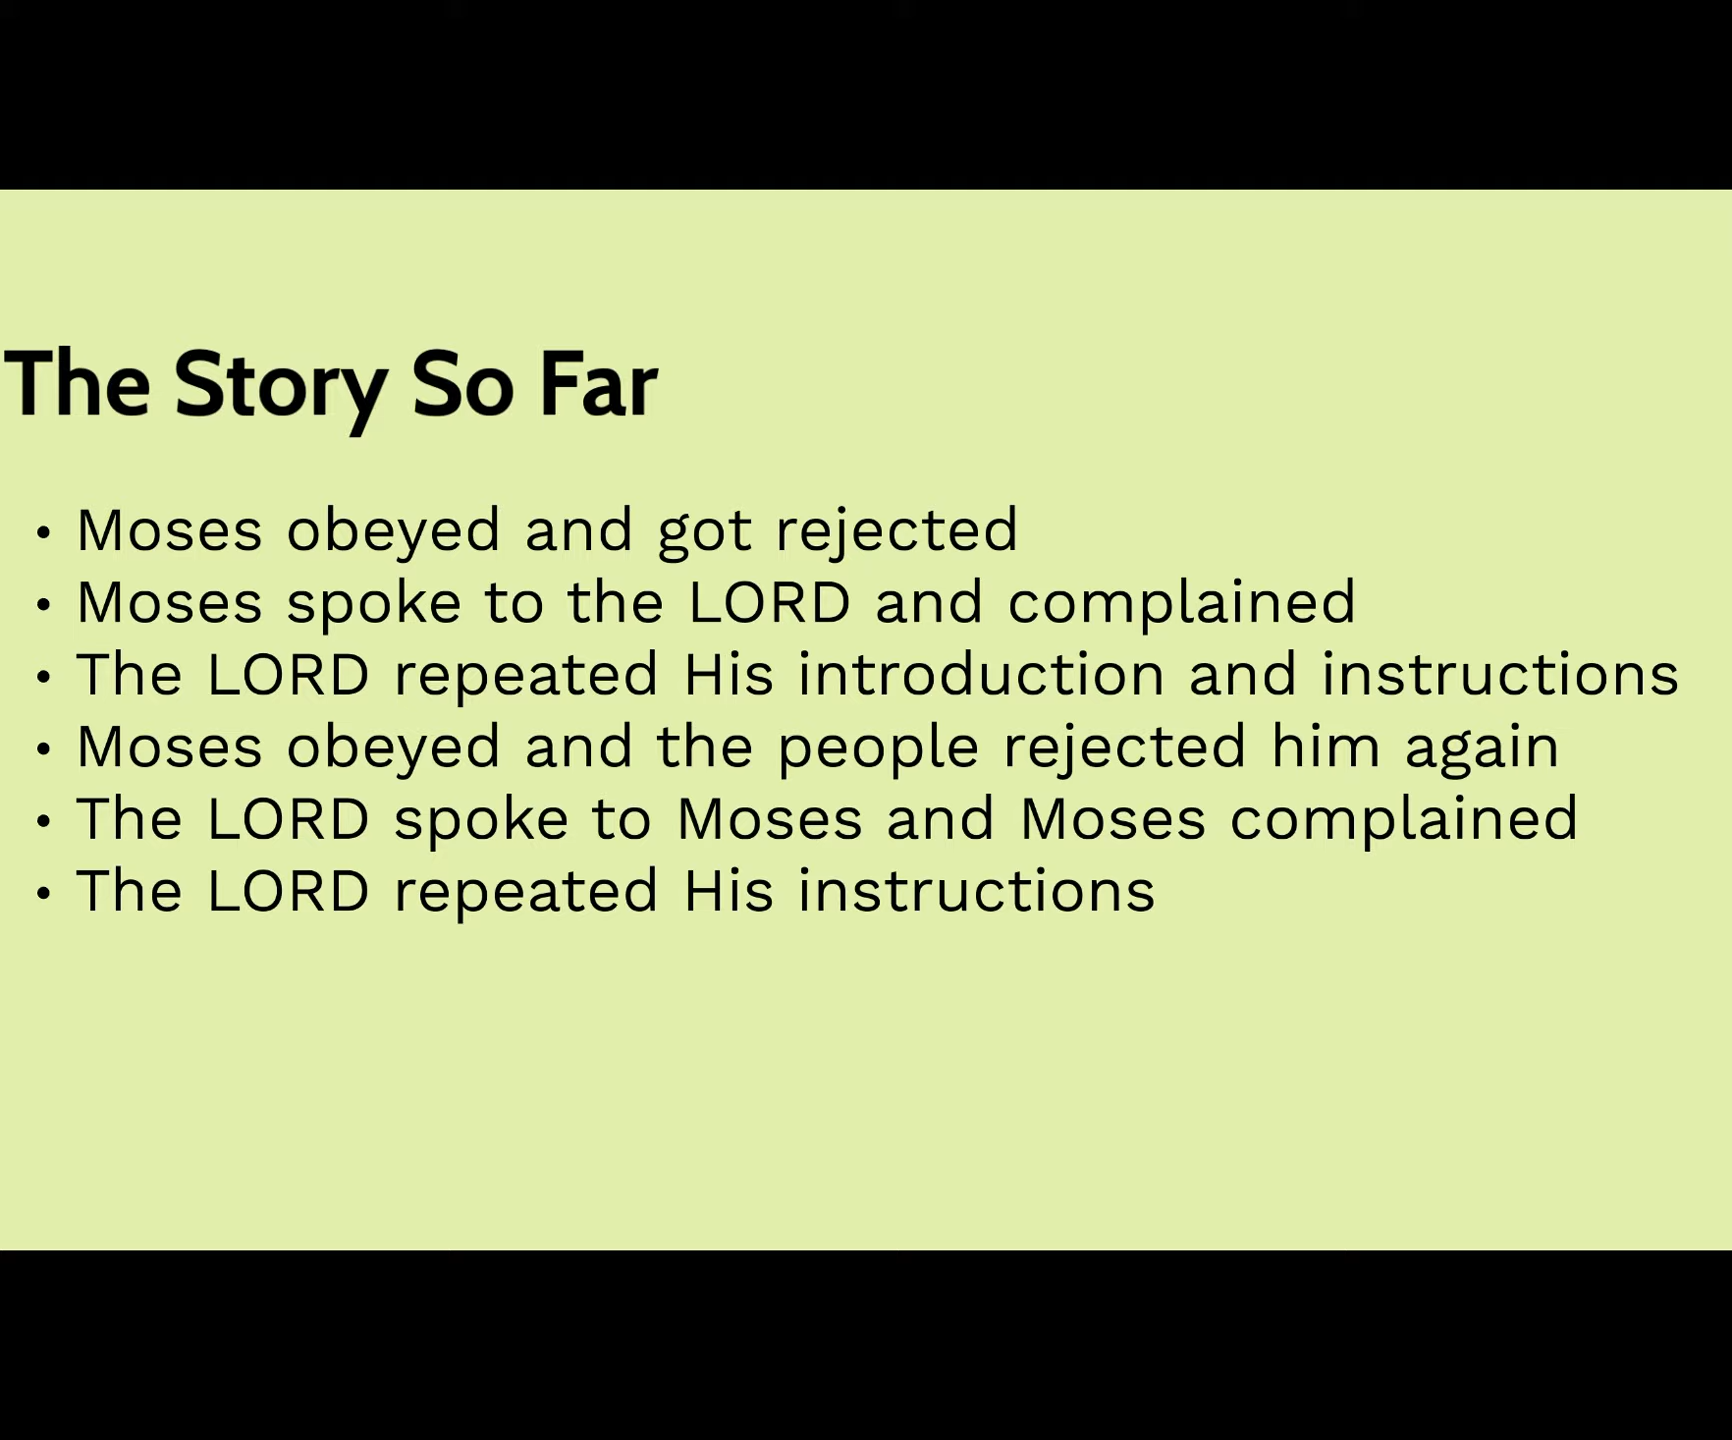 The Story So Far
• Moses obeyed and got rejected
• Moses spoke to the LORD and complained
• The LORD repeated His introduction and instructions
• Moses obeyed and the people rejected him again
• The LORD spoke to Moses and Moses complained
• The LORD repeated His instructions